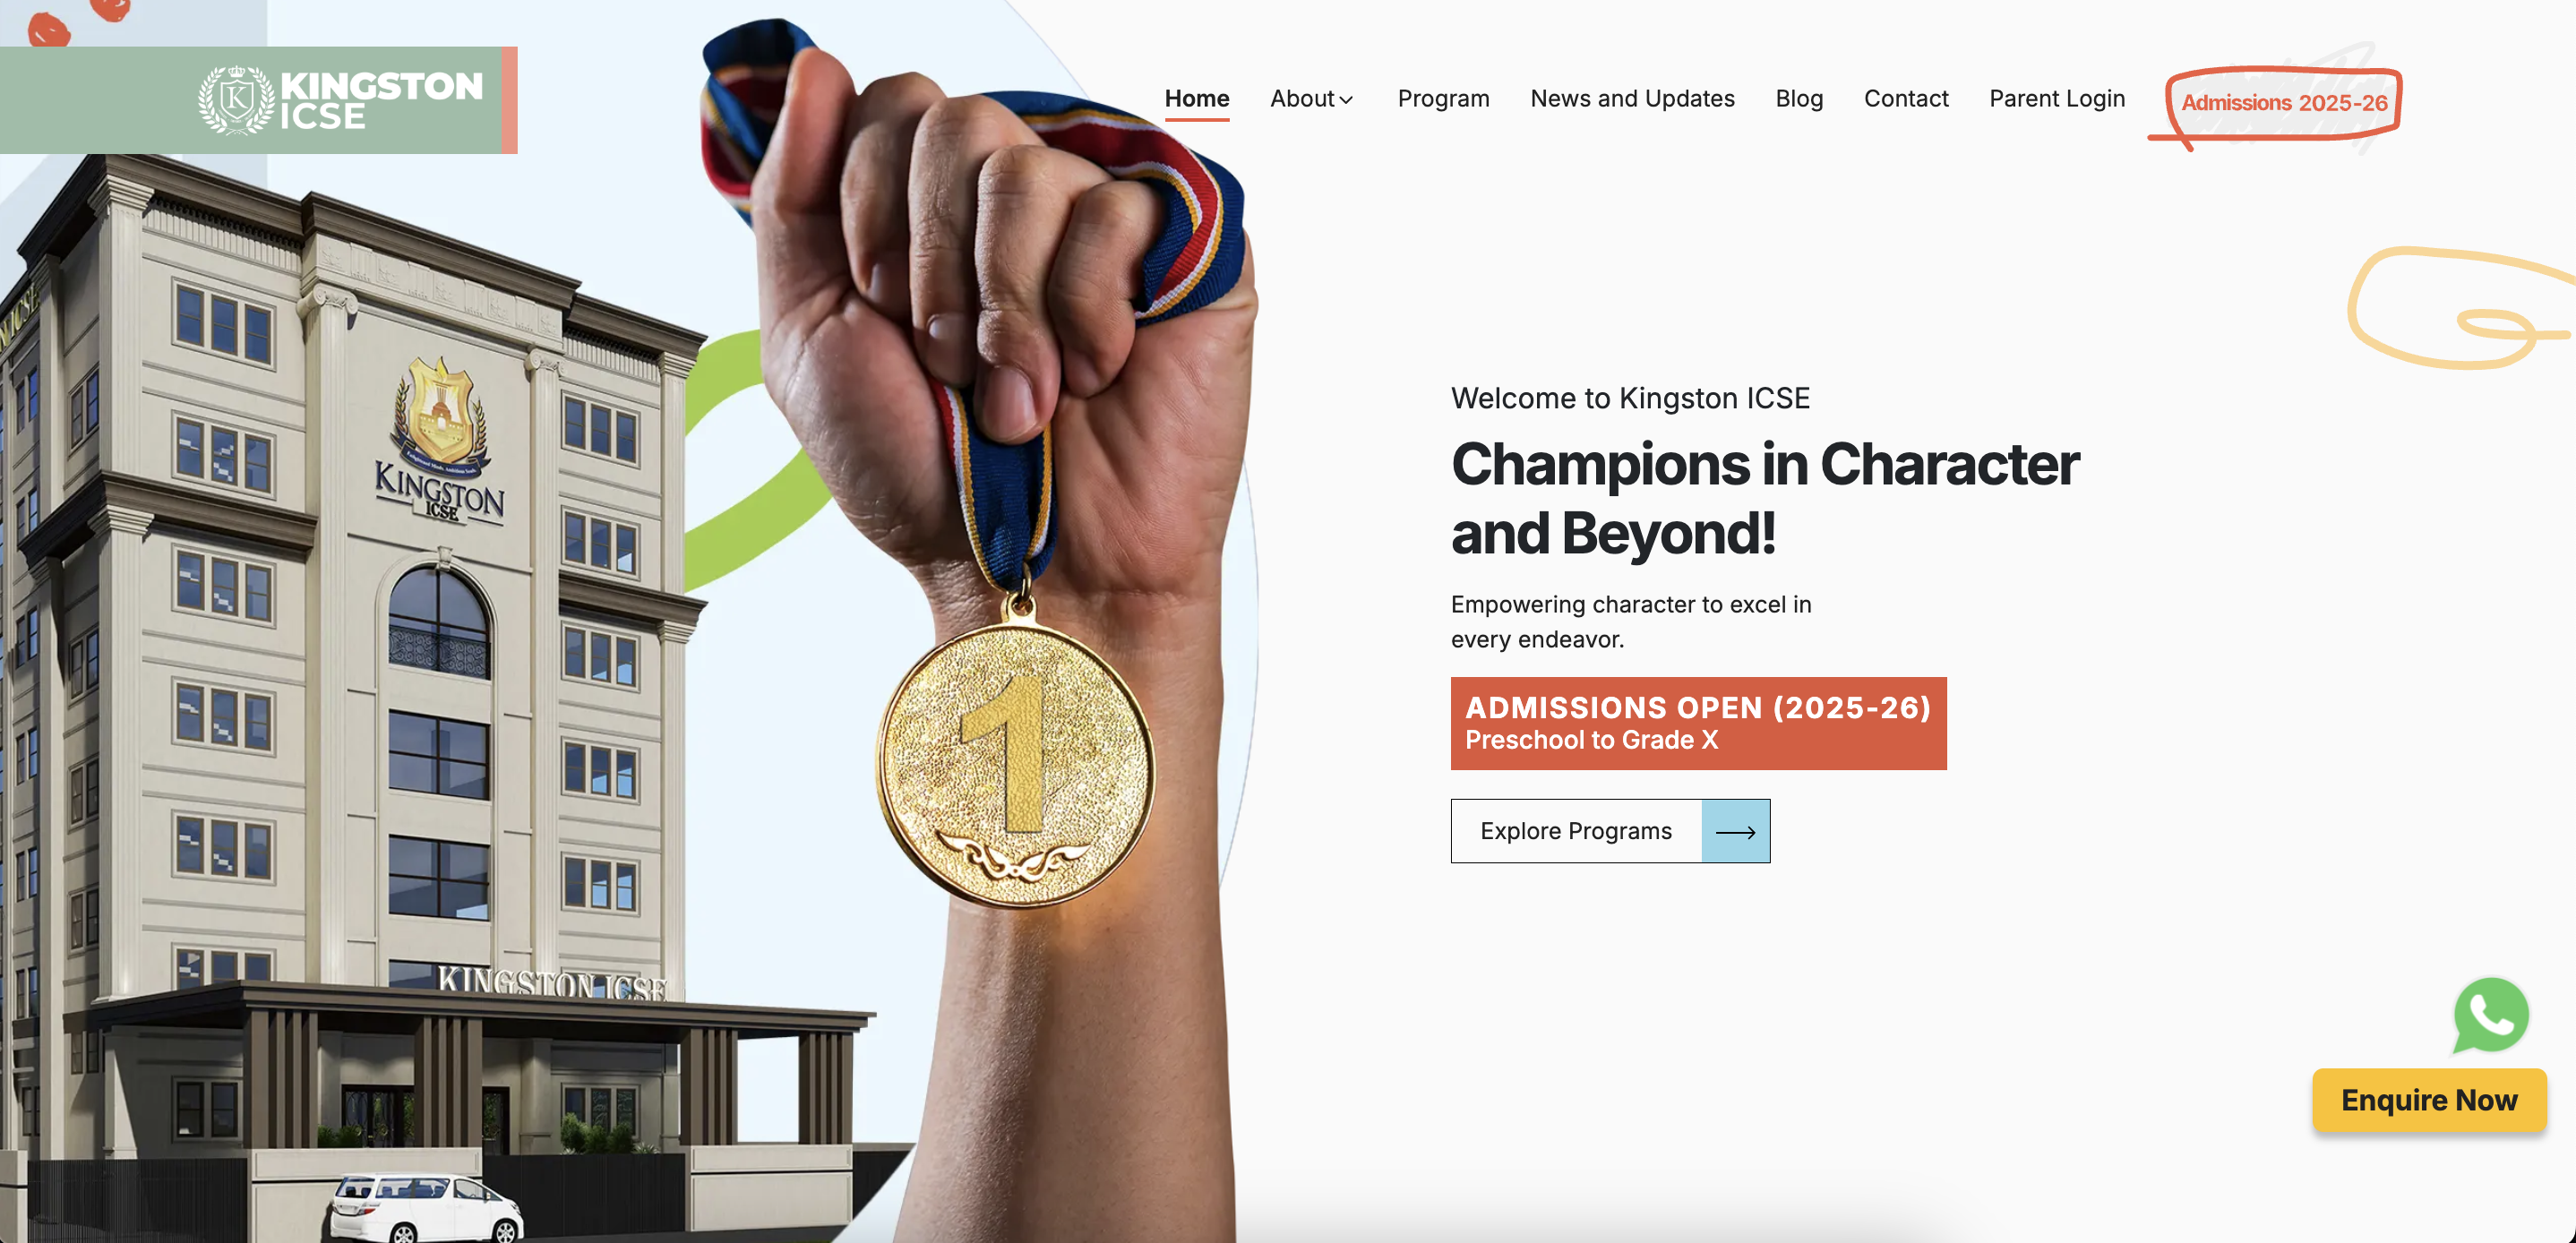 KINGSTON
ICSE
Home
About
Program
News and Updates
Blog
Contact
Parent Login
Admissions 2025-26
Welcome to Kingston ICSE
Champions in Character
and Beyond!
Empowering character to excel in
every endeavor.
ADMISSIONS OPEN (2025-26)
Preschool to Grade X
Explore Programs
Enquire Now
K
KINGSTON
ICSE
KINGSTON ICSE
1